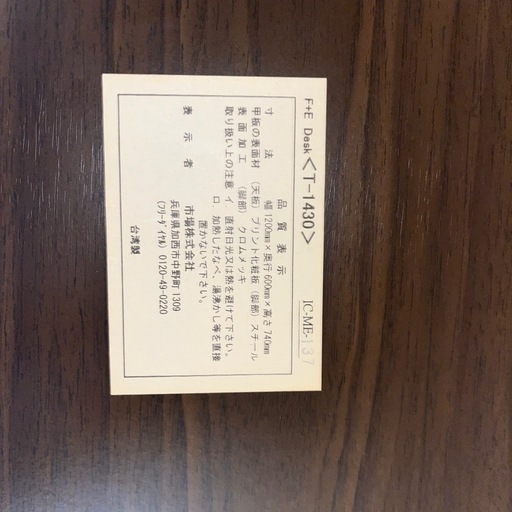 F+E Dask<T-1430> IC-ME-137
品質表示
寸法 幅1200mm×奥行600mm×高さ740mm
甲板の表面材 (天板) プリント化粧板 (脚部) スチール
表面加工 (脚部) クロムメッキ
取り扱い上の注意 イ. 直射日光又は熱を避けて下さい。
ロ. 加熱したなべ、湯沸かし等を直接
置かないで下さい。
表示者 市場株式会社
兵庫県加西市中野町1309
(フリーダイヤル) 0120-49-0220
台湾製